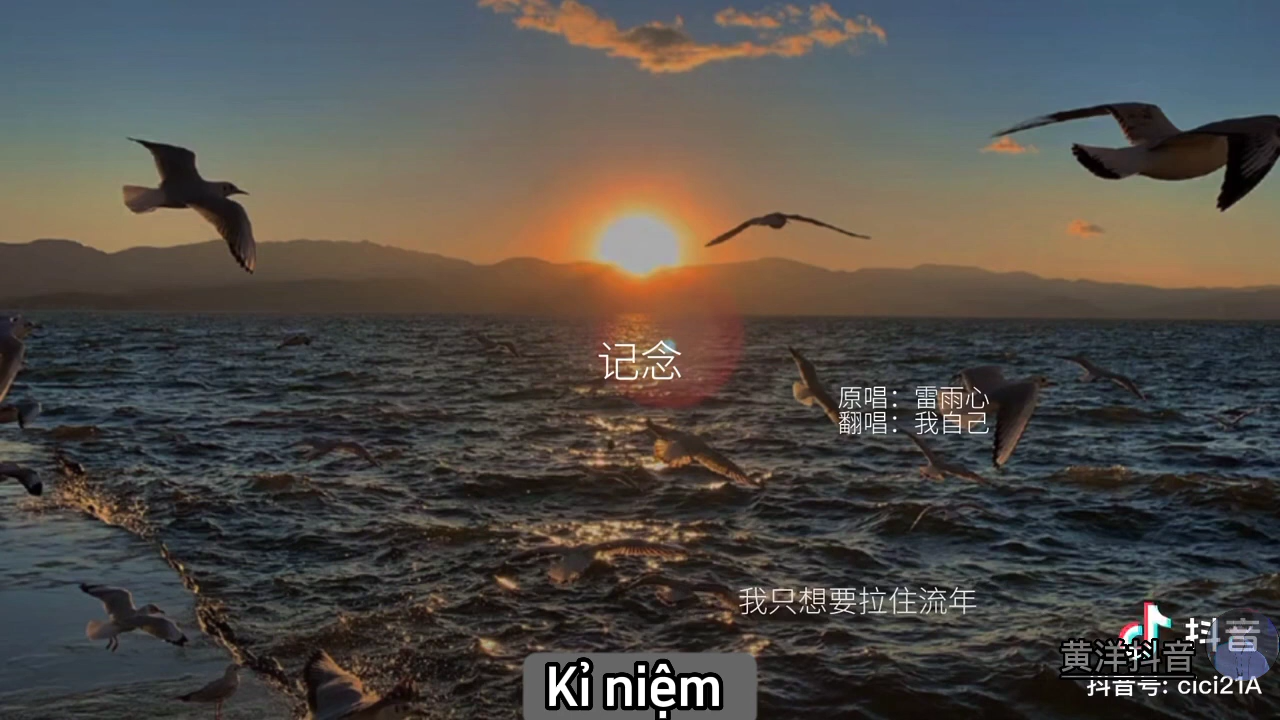 记念
原唱：雷雨心
翻唱：我自己
我只想要拉住流年
抖音
黄洋抖音
抖音号: cici21A
Kỉ niệm